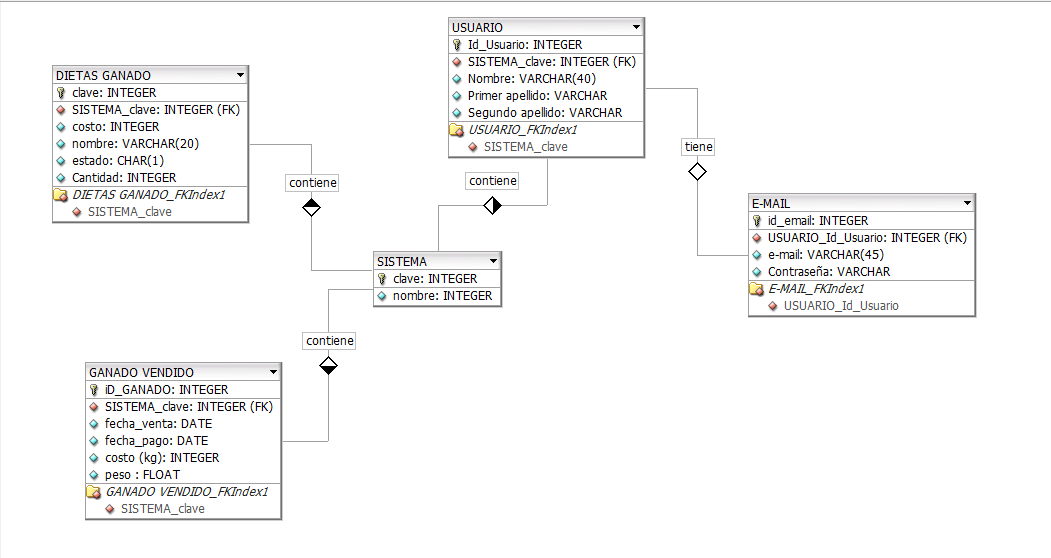 USUARIO
Id_Usuario: INTEGER
SISTEMA_clave: INTEGER (FK)
Nombre: VARCHAR(40)
Primer apellido: VARCHAR
Segundo apellido: VARCHAR
USUARIO_FKIndex1
SISTEMA_clave
DIETAS GANADO
clave: INTEGER
SISTEMA_clave: INTEGER (FK)
costo: INTEGER
nombre: VARCHAR(20)
estado: CHAR(1)
Cantidad: INTEGER
DIETAS GANADO_FKIndex1
SISTEMA_clave
contiene
contiene
tiene
E-MAIL
id_email: INTEGER
USUARIO_Id_Usuario: INTEGER (FK)
e-mail: VARCHAR(45)
Contraseña: VARCHAR
E-MAIL_FKIndex1
USUARIO_Id_Usuario
SISTEMA
clave: INTEGER
nombre: INTEGER
contiene
GANADO VENDIDO
iD_GANADO: INTEGER
SISTEMA_clave: INTEGER (FK)
fecha_venta: DATE
fecha_pago: DATE
costo (kg): INTEGER
peso : FLOAT
GANADO VENDIDO_FKIndex1
SISTEMA_clave